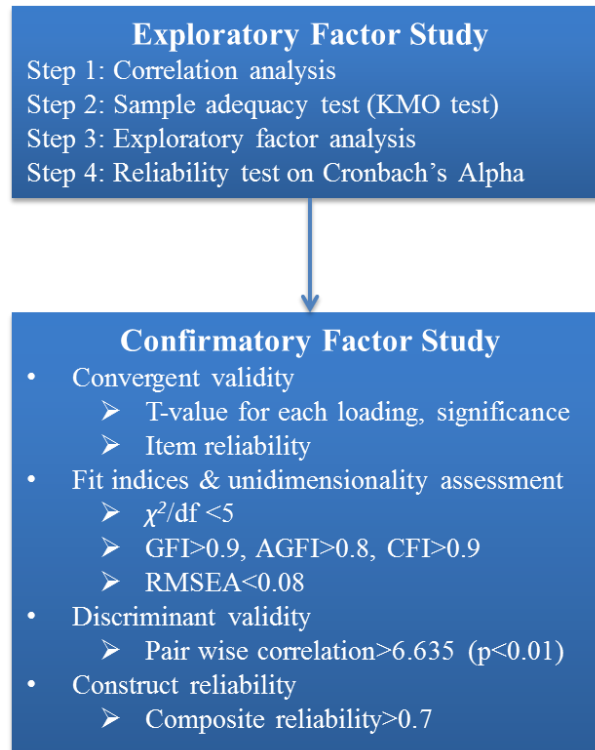 Exploratory Factor Study
Step 1: Correlation analysis
Step 2: Sample adequacy test (KMO test)
Step 3: Exploratory factor analysis
Step 4: Reliability test on Cronbach’s Alpha
Confirmatory Factor Study
• Convergent validity
➢ T-value for each loading, significance
➢ Item reliability
• Fit indices & unidimensionality assessment
➢ χ²/df <5
➢ GFI>0.9, AGFI>0.8, CFI>0.9
➢ RMSEA<0.08
• Discriminant validity
➢ Pair wise correlation>6.635 (p<0.01)
• Construct reliability
➢ Composite reliability>0.7